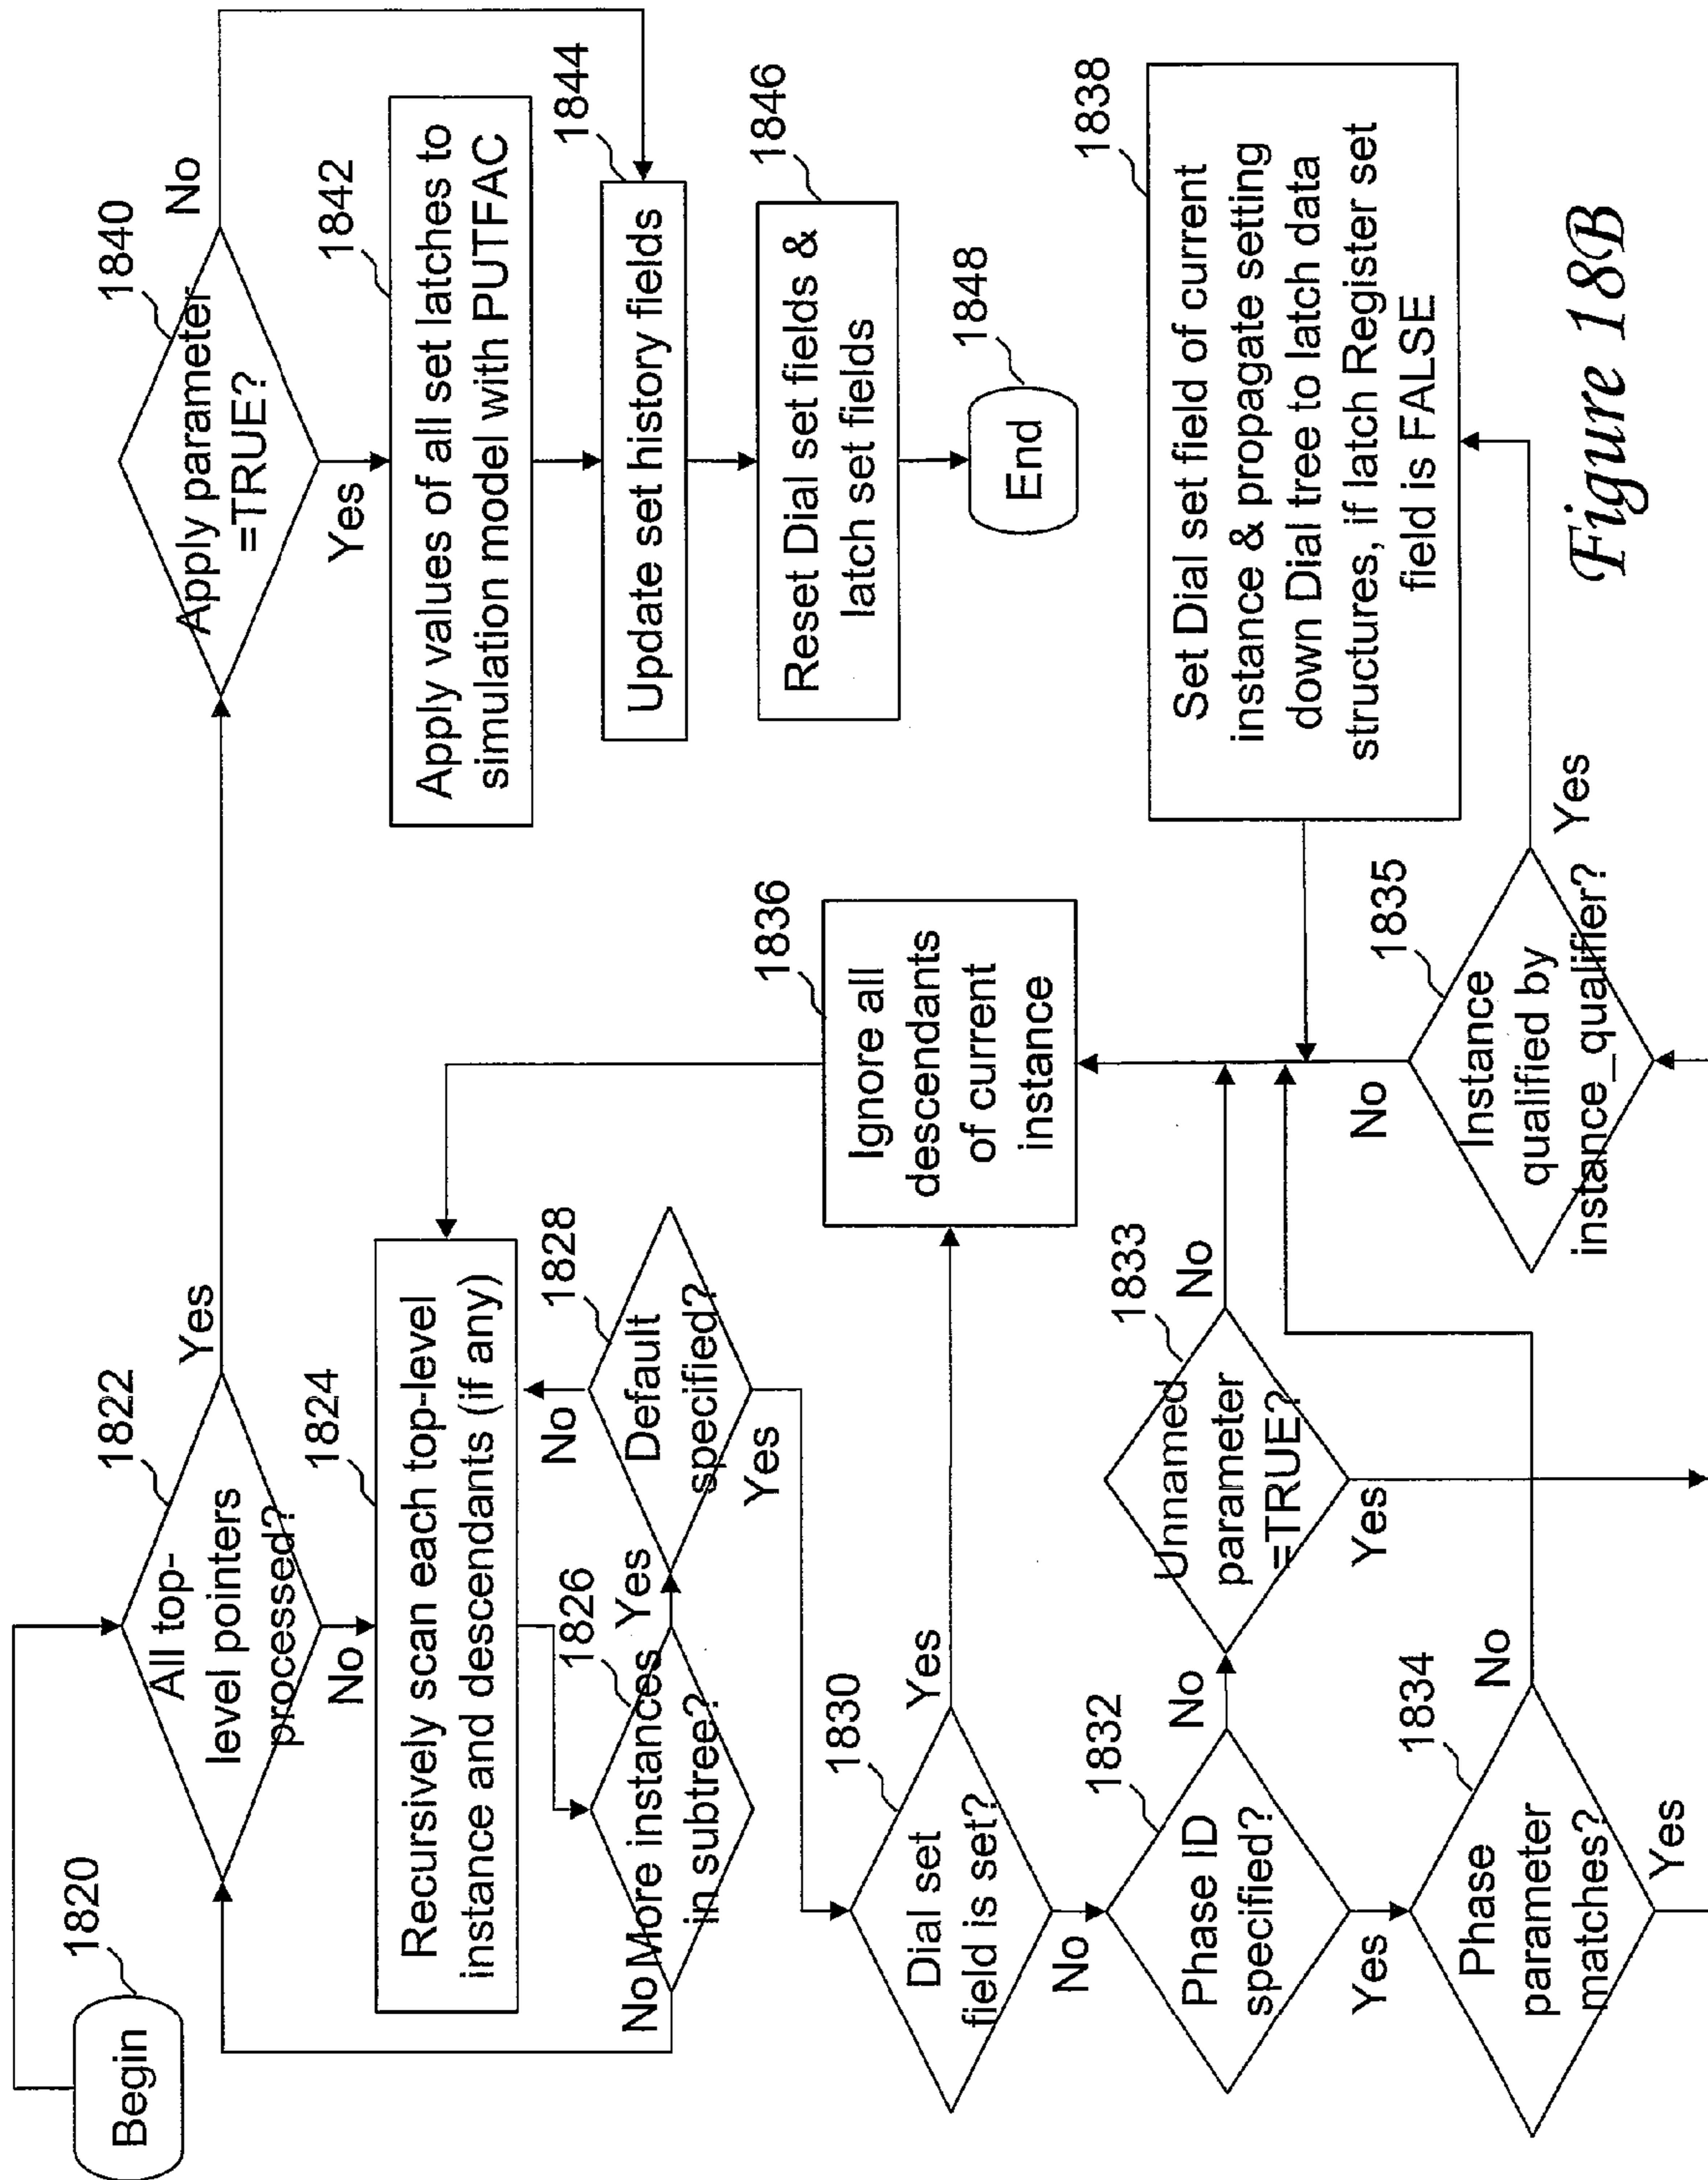 1820
Begin
1822
All top-
level pointers
processed?
Yes
No
1824
Recursively scan each top-level
instance and descendants (if any)
1826
More instances
in subtree?
Yes
No
1828
Default
specified?
No
Yes
1830
Dial set
field is set?
Yes
No
1832
Phase ID
specified?
No
Yes
1833
Unnamed
parameter
=TRUE?
No
Yes
1834
Phase
parameter
matches?
No
Yes
1835
Instance
qualified by
instance_qualifier?
No
Yes
1836
Ignore all
descendants
of current
instance
1838
Set Dial set field of current
instance & propagate setting
down Dial tree to latch data
structures, if latch Register set
field is FALSE
1840
Apply parameter
=TRUE?
No
Yes
1842
Apply values of all set latches to
simulation model with PUTFAC
1844
Update set history fields
1846
Reset Dial set fields &
latch set fields
1848
End
Figure 18B